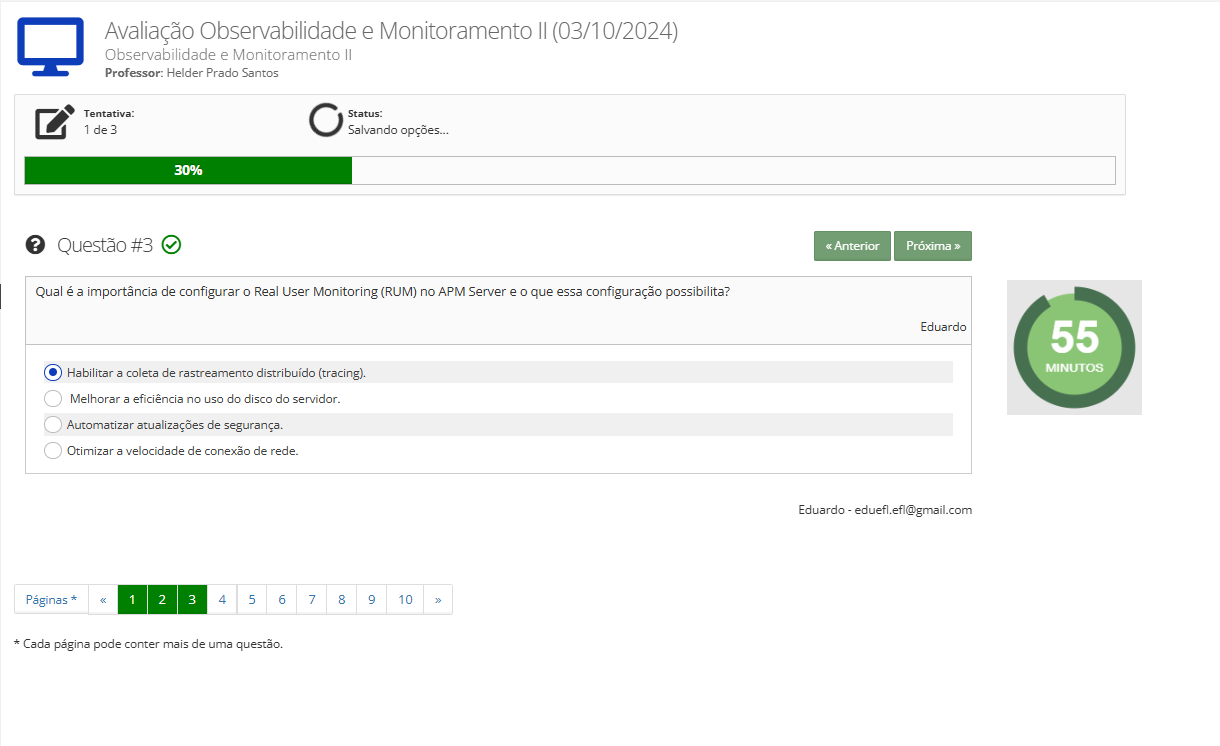 Avaliação Observabilidade e Monitoramento II (03/10/2024)
Observabilidade e Monitoramento II
Professor: Helder Prado Santos
Tentativa:
1 de 3
Status:
Salvando opções...
30%
Questão #3
« Anterior
Próxima »
Qual é a importância de configurar o Real User Monitoring (RUM) no APM Server e o que essa configuração possibilita?
Eduardo
55
MINUTOS
Habilitar a coleta de rastreamento distribuído (tracing).
Melhorar a eficiência no uso do disco do servidor.
Automatizar atualizações de segurança.
Otimizar a velocidade de conexão de rede.
Eduardo - eduefl.efl@gmail.com
Páginas * « 1 2 3 4 5 6 7 8 9 10 »
* Cada página pode conter mais de uma questão.